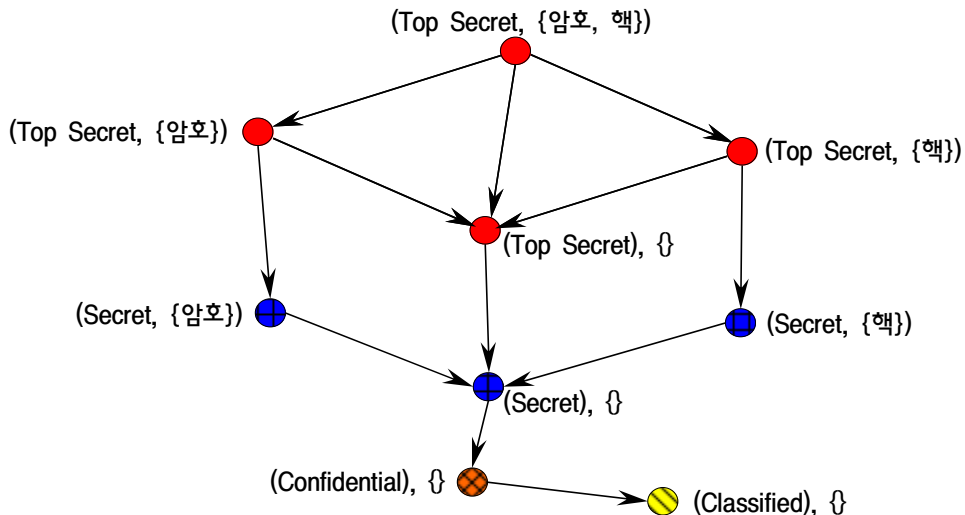 (Top Secret, {암호, 핵})
(Top Secret, {암호})
(Top Secret, {핵})
(Top Secret), {}
(Secret, {암호})
(Secret, {핵})
(Secret), {}
(Confidential), {}
(Classified), {}